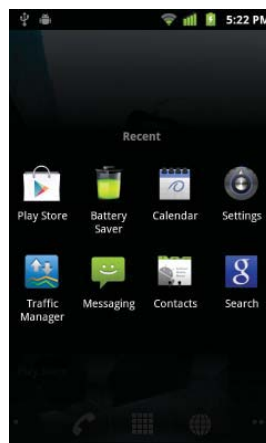 5:22 PM
Recent
Play Store
Battery Saver
Calendar
Settings
Traffic Manager
Messaging
Contacts
Search